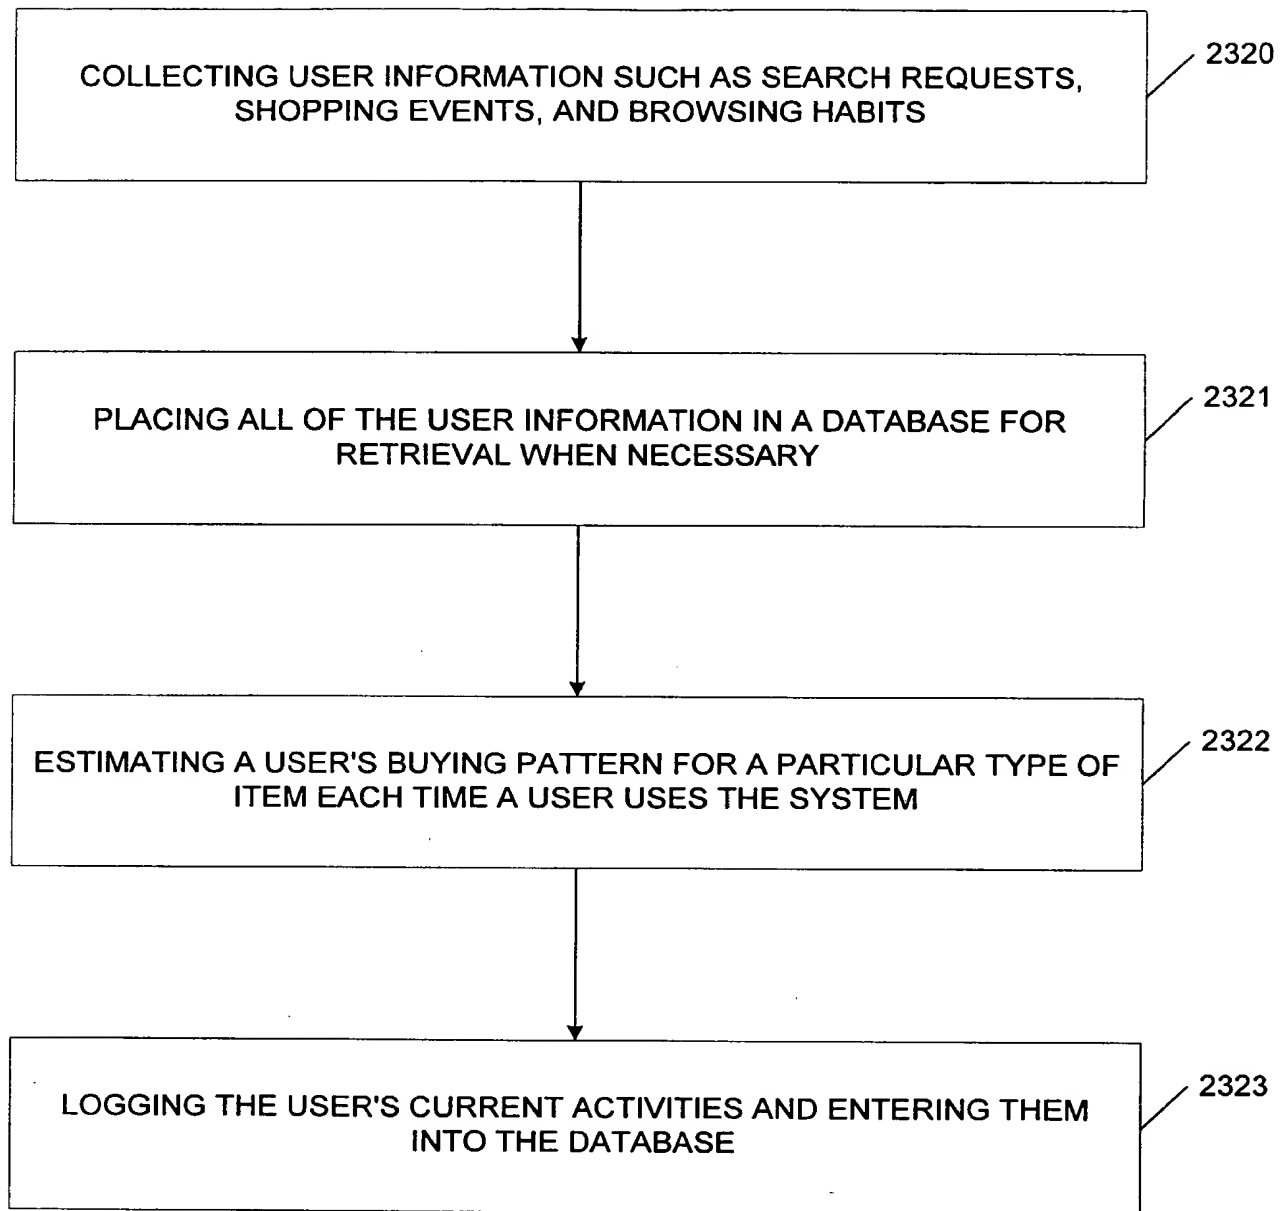 COLLECTING USER INFORMATION SUCH AS SEARCH REQUESTS,
SHOPPING EVENTS, AND BROWSING HABITS
2320
PLACING ALL OF THE USER INFORMATION IN A DATABASE FOR
RETRIEVAL WHEN NECESSARY
2321
ESTIMATING A USER'S BUYING PATTERN FOR A PARTICULAR TYPE OF
ITEM EACH TIME A USER USES THE SYSTEM
2322
LOGGING THE USER'S CURRENT ACTIVITIES AND ENTERING THEM
INTO THE DATABASE
2323